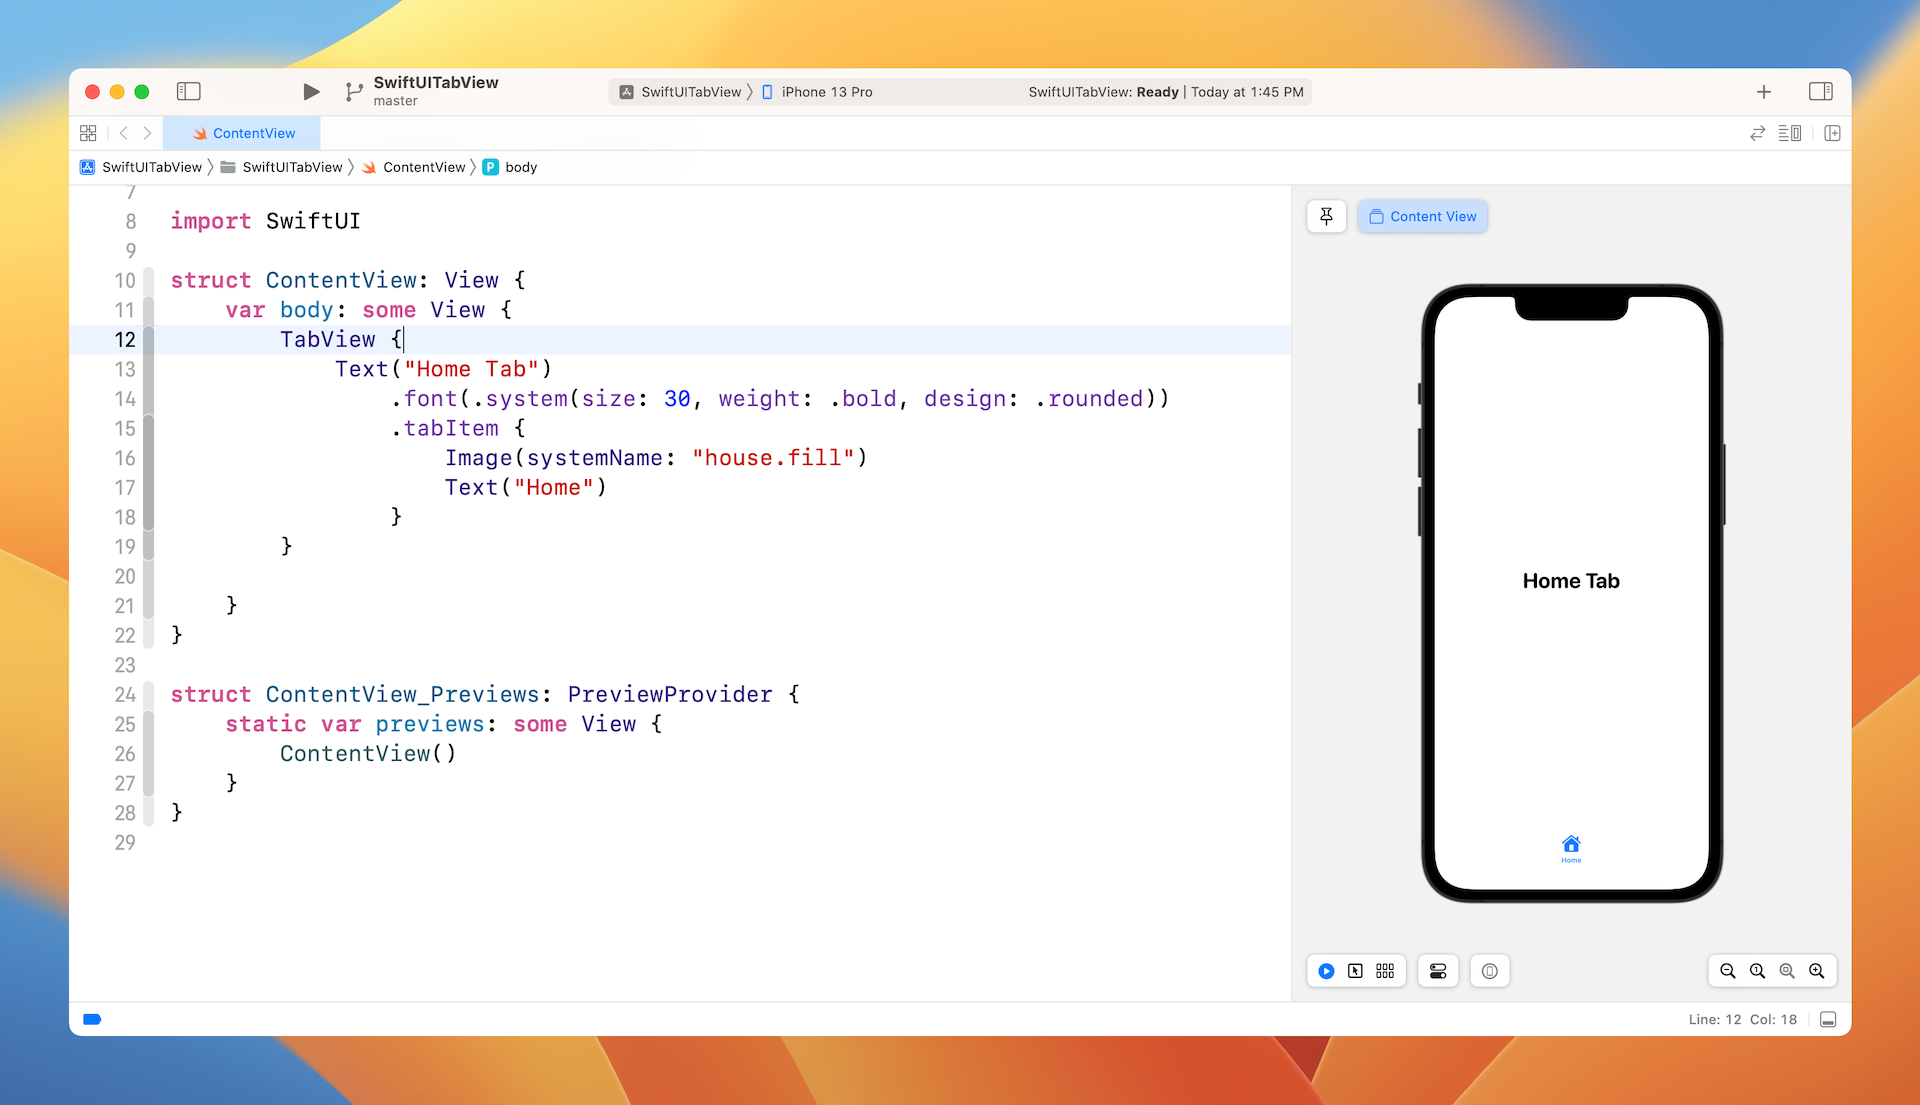 SwiftUITabView
master
SwiftUITabView
iPhone 13 Pro
SwiftUITabView: Ready | Today at 1:45 PM
ContentView
SwiftUITabView
SwiftUITabView
ContentView
P
body
7
8 import SwiftUI
9
10 struct ContentView: View {
11 var body: some View {
12 TabView {
13 Text("Home Tab")
14 .font(.system(size: 30, weight: .bold, design: .rounded))
15 .tabItem {
16 Image(systemName: "house.fill")
17 Text("Home")
18 }
19 }
20
21 }
22 }
23
24 struct ContentView_Previews: PreviewProvider {
25 static var previews: some View {
26 ContentView()
27 }
28 }
29
Content View
Home Tab
Home
Line: 12 Col: 18